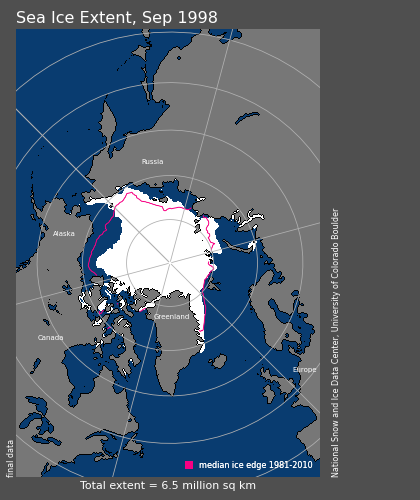 Sea Ice Extent, Sep 1998
Russia
Alaska
Greenland
Canada
Europe
median ice edge 1981-2010
Total extent = 6.5 million sq km
final data
National Snow and Ice Data Center, University of Colorado Boulder